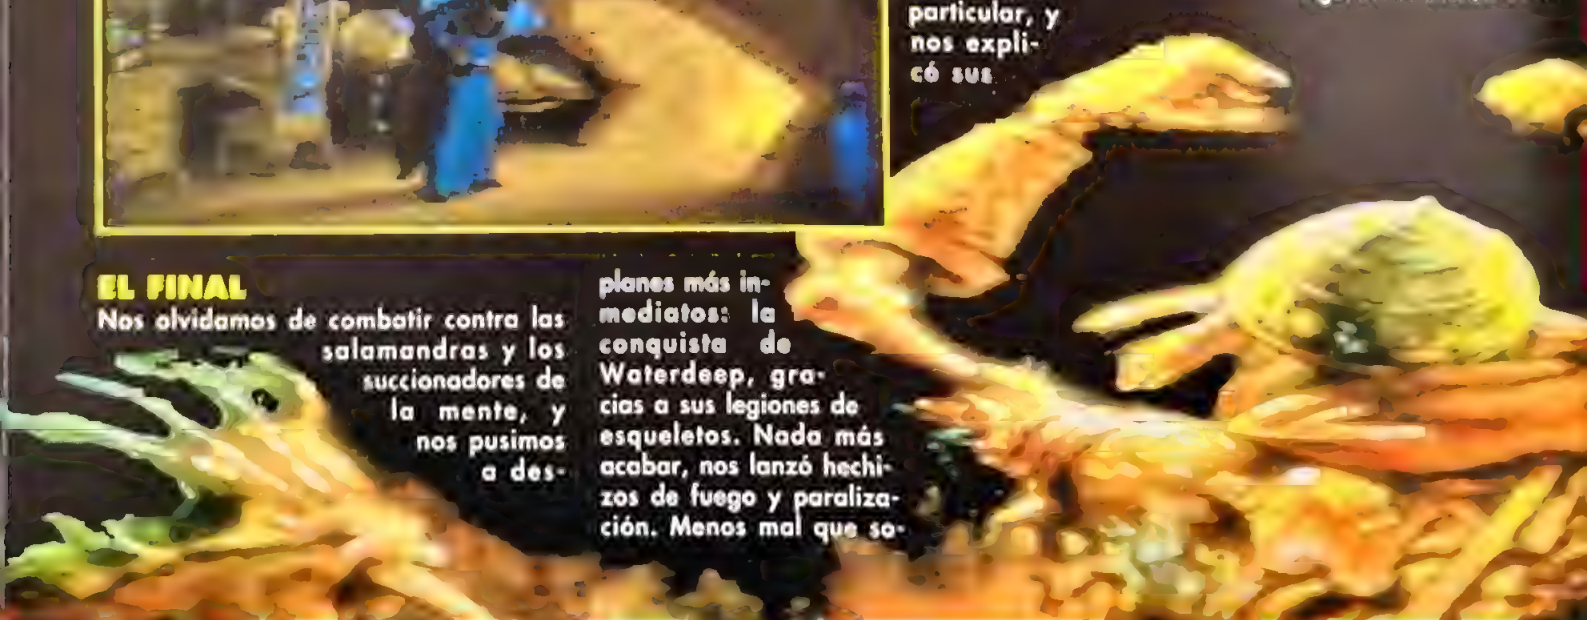 particular, y
nos expli-
có sus
EL FINAL
Nos olvidamos de combatir contra las
salamandras y los
succionadores de
la mente, y
nos pusimos
a des-
planes más in-
mediatos: la
conquista de
Waterdeep, gra-
cias a sus legiones de
esqueletos. Nada más
acabar, nos lanzó hechi-
zos de fuego y paraliza-
ción. Menos mal que so-